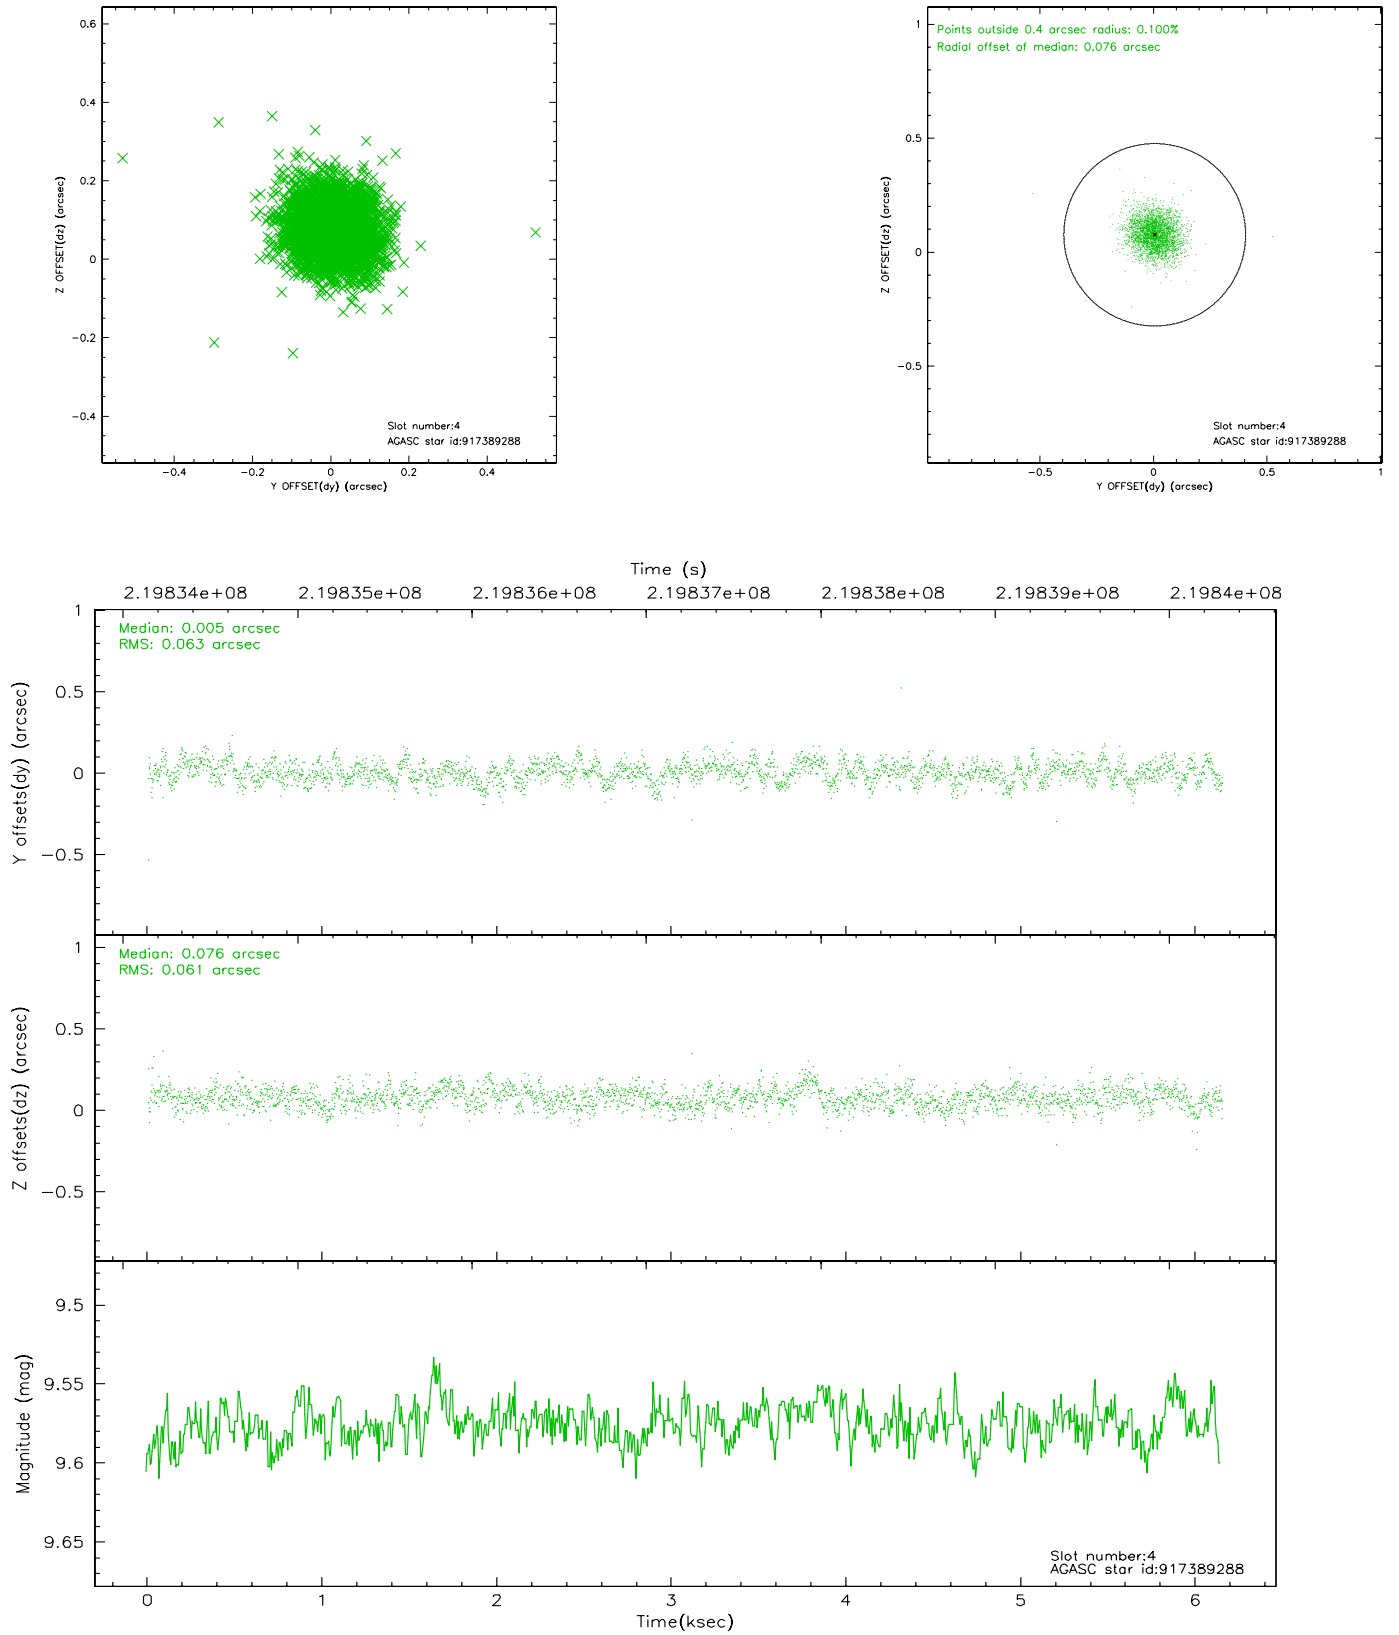 0.6
0.4
0.2
0
−0.2
−0.4
Z OFFSET(dz) (arcsec)
Slot number:4
AGASC star id:917389288
−0.4 −0.2 0 0.2 0.4
Y OFFSET(dy) (arcsec)
Points outside 0.4 arcsec radius: 0.100%
Radial offset of median: 0.076 arcsec
1
0.5
0
−0.5
Z OFFSET(dz) (arcsec)
Slot number:4
AGASC star id:917389288
−0.5 0 0.5 1
Y OFFSET(dy) (arcsec)
Time (s)
2.19834e+08 2.19835e+08 2.19836e+08 2.19837e+08 2.19838e+08 2.19839e+08 2.1984e+08
Median: 0.005 arcsec
RMS: 0.063 arcsec
1
0.5
0
−0.5
Y offsets(dy) (arcsec)
Median: 0.076 arcsec
RMS: 0.061 arcsec
1
0.5
0
−0.5
Z offsets(dz) (arcsec)
9.5
9.55
9.6
9.65
Magnitude (mag)
Slot number:4
AGASC star id:917389288
0 1 2 3 4 5 6
Time(ksec)